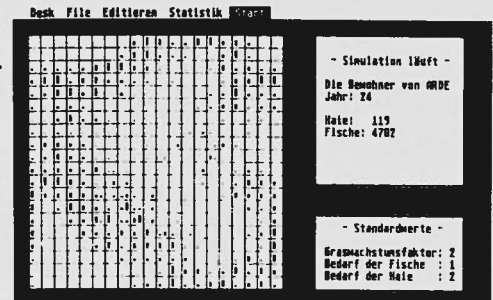 Desk File Editieren Statistik Start
- Simulation läuft -
Die Bewohner von ARDE
Jahr: 24
Haie: 119
Fische: 4702
- Standardwerte -
Graswachstumsfaktor: 2
Bedarf der Fische : 1
Bedarf der Haie : 2